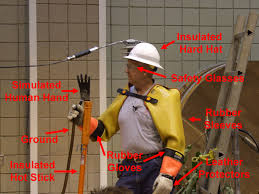 Insulated
Hard Hat
Safety Glasses
Simulated
Human Hand
Rubber
Sleeves
Ground
Rubber
Gloves
Insulated
Hot Stick
Leather
Protectors